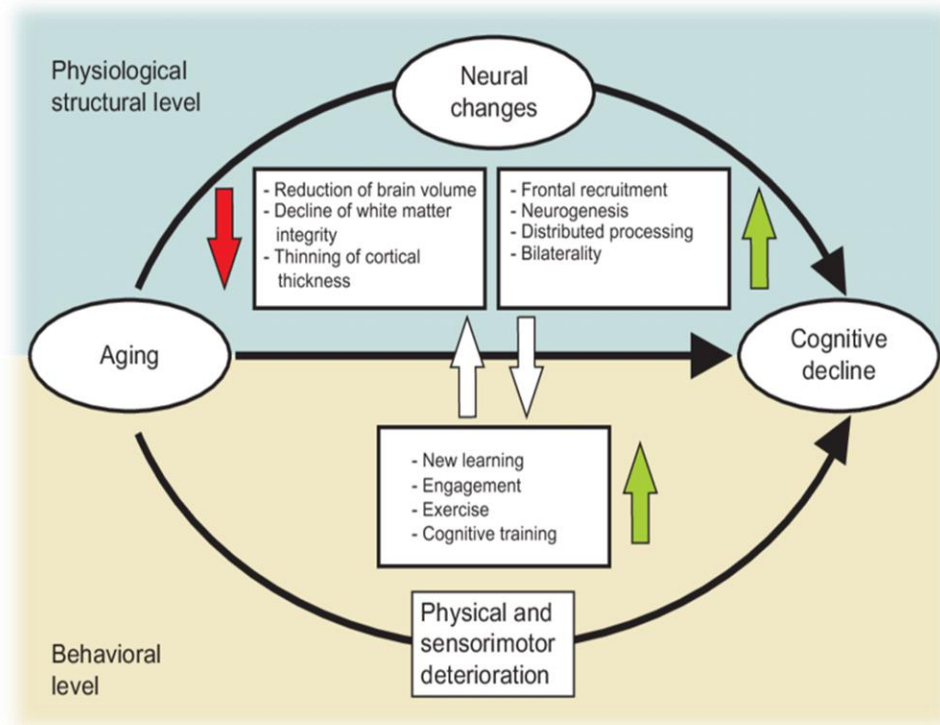 Physiological
structural level
Neural
changes
- Reduction of brain volume
- Decline of white matter
integrity
- Thinning of cortical
thickness
- Frontal recruitment
- Neurogenesis
- Distributed processing
- Bilaterality
Aging
Cognitive
decline
- New learning
- Engagement
- Exercise
- Cognitive training
Physical and
sensorimotor
deterioration
Behavioral
level